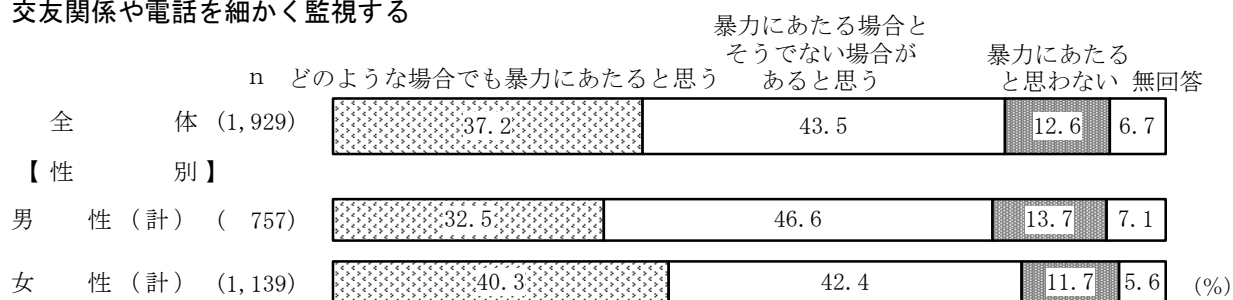 交友関係や電話を細かく監視する
暴力にあたる場合と
そうでない場合が
あると思う
暴力にあたる
と思わない
n どのような場合でも暴力にあたると思う
無回答
全 体 (1,929) 37.2 43.5 12.6 6.7
【性 別】
男 性(計) ( 757) 32.5 46.6 13.7 7.1
女 性(計) (1,139) 40.3 42.4 11.7 5.6 (%)